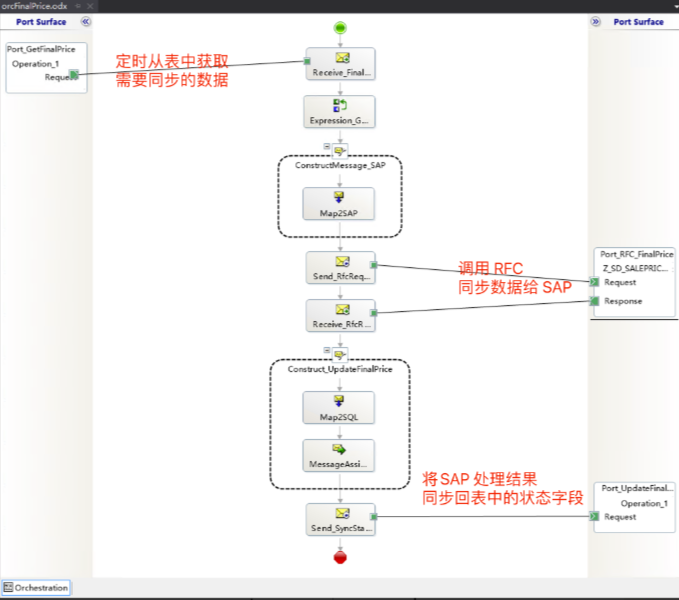 orcFinalPrice.odx
Port Surface
Port Surface
Port_GetFinalPrice
Operation_1
Request
定时从表中获取
需要同步的数据
Receive_Final...
Expression_G...
ConstructMessage_SAP
Map2SAP
Send_RfcReq...
调用 RFC
同步数据给 SAP
Port_RFC_FinalPrice
Z_SD_SALEPRIC...
Request
Response
Receive_RfcR...
Construct_UpdateFinalPrice
Map2SQL
MessageAssi...
将SAP 处理结果
同步回表中的状态字段
Send_SyncSta...
Port_UpdateFinal...
Operation_1
Request
Orchestration